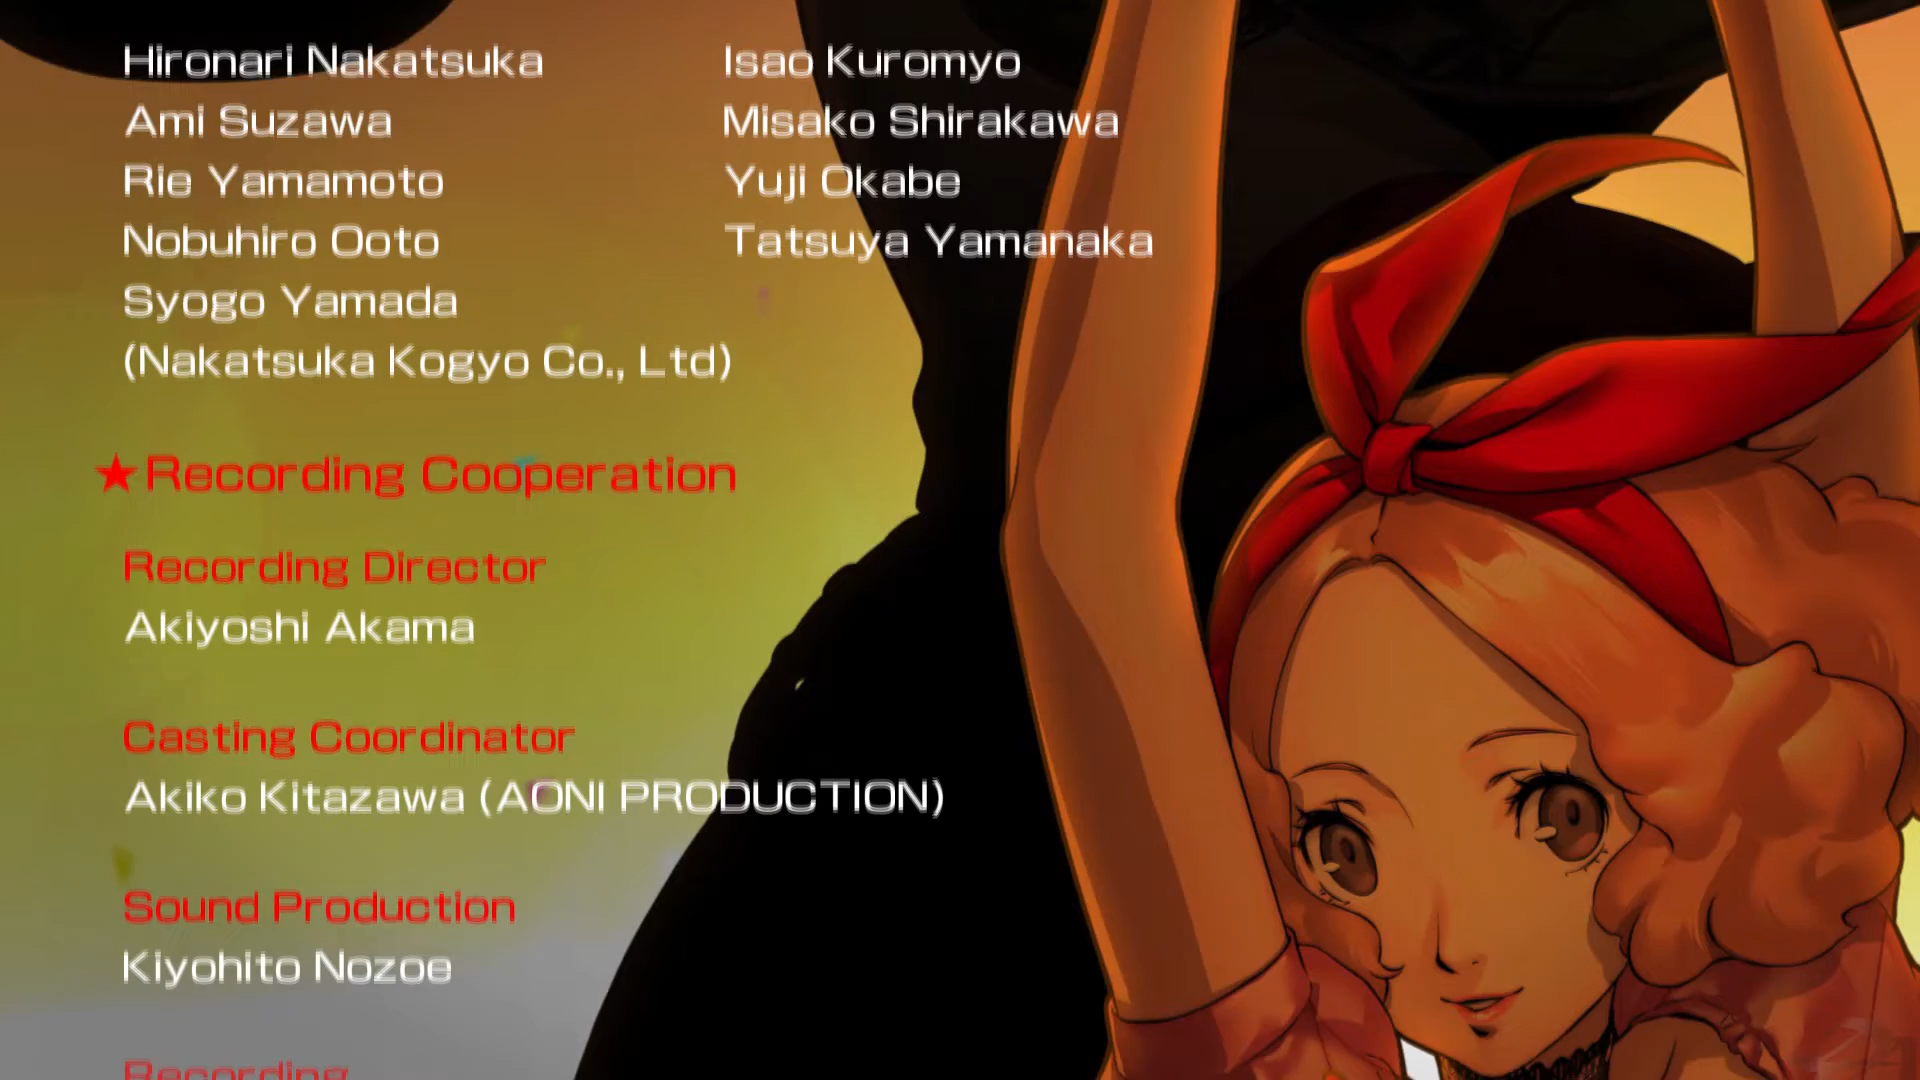 Hironari Nakatsuka
Ami Suzawa
Rie Yamamoto
Nobuhiro Ooto
Syogo Yamada
(Nakatsuka Kogyo Co., Ltd)
Isao Kuromyo
Misako Shirakawa
Yuji Okabe
Tatsuya Yamanaka
★Recording Cooperation
Recording Director
Akiyoshi Akama
Casting Coordinator
Akiko Kitazawa (AONI PRODUCTION)
Sound Production
Kiyohito Nozoe
Recording